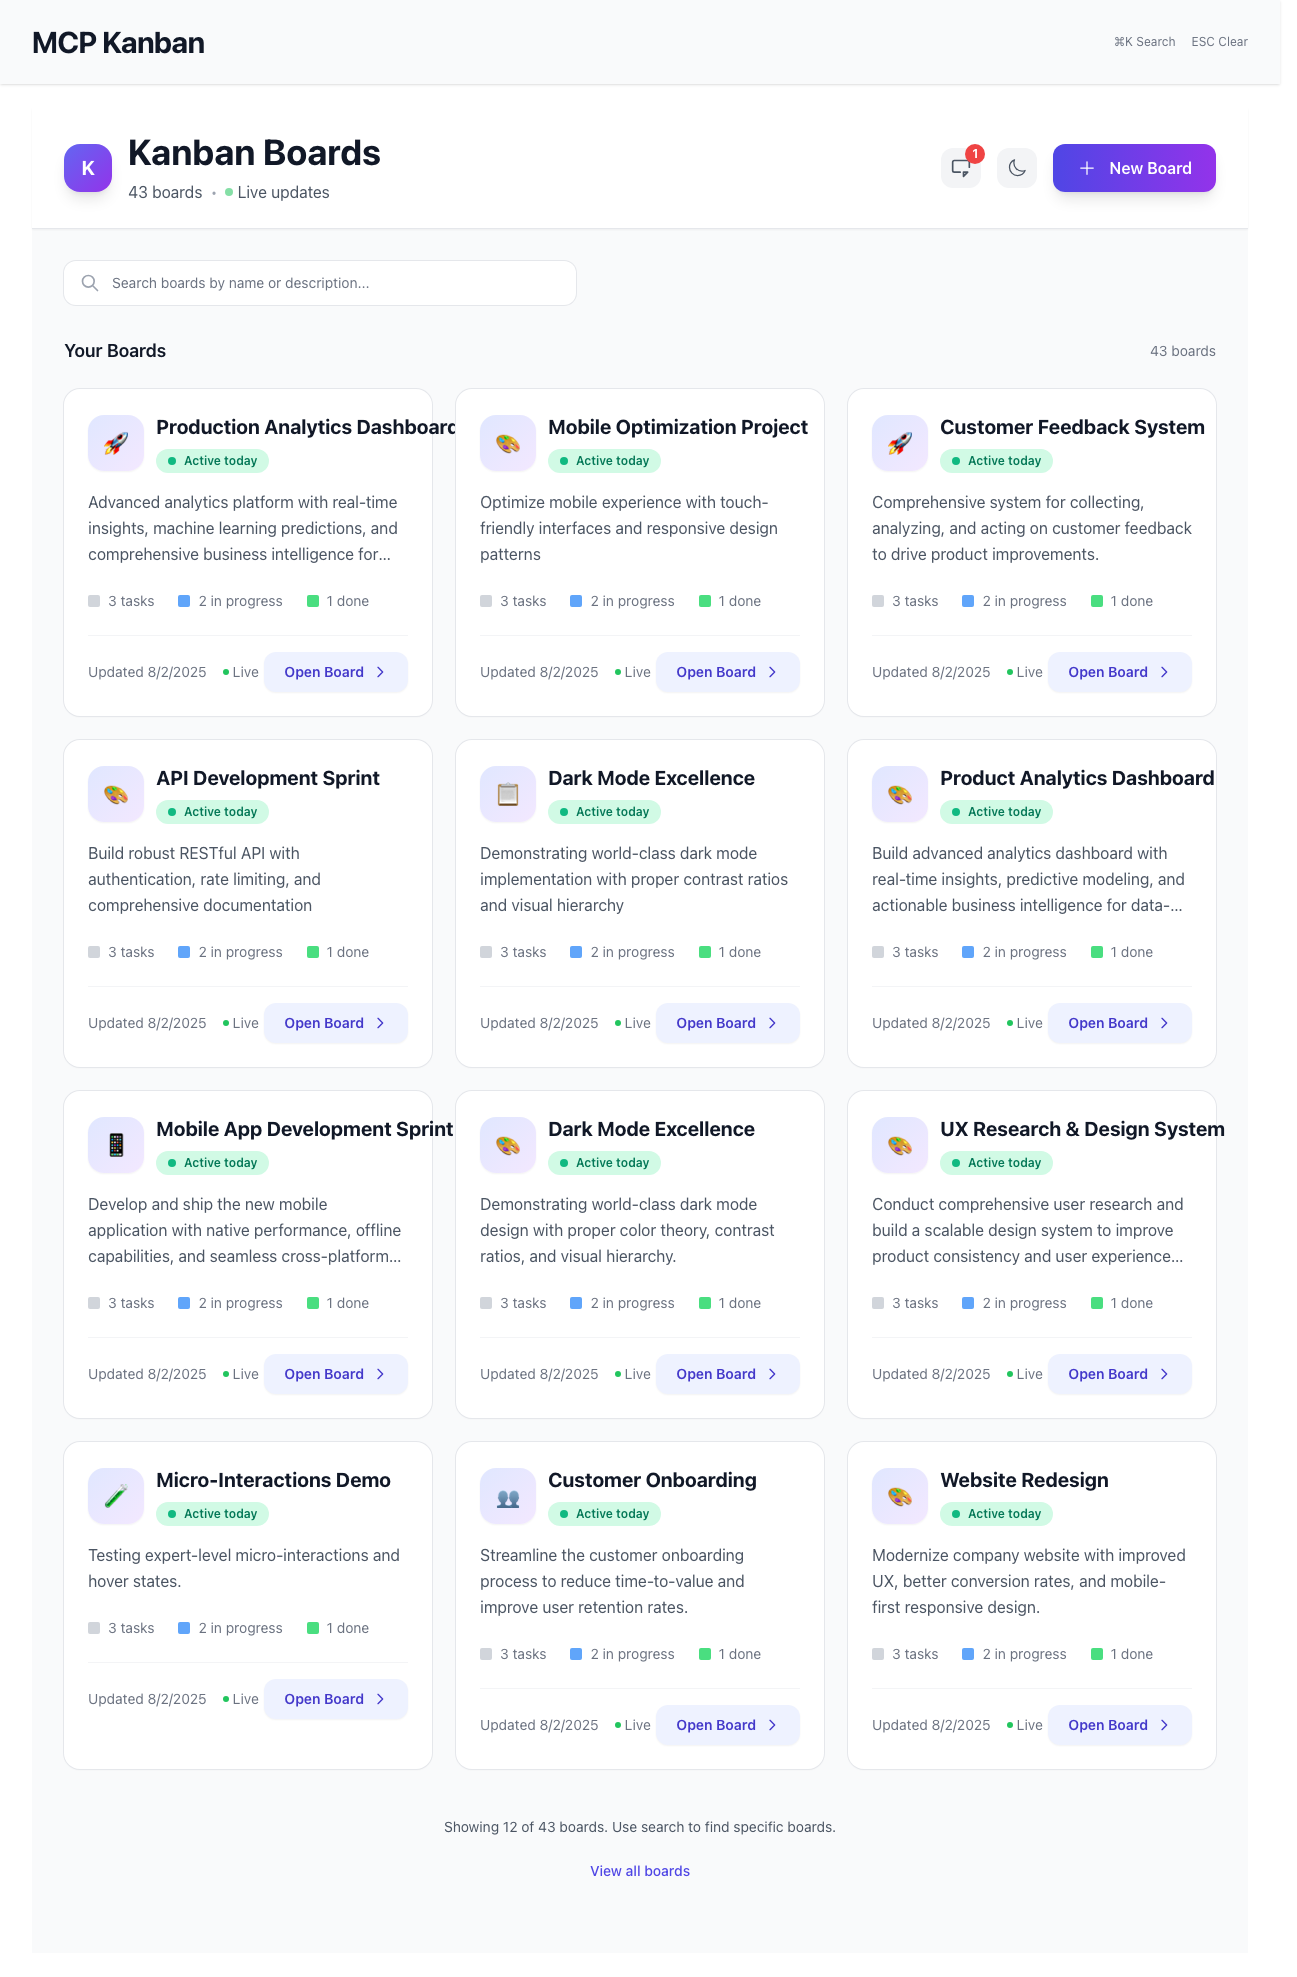 MCP Kanban
⌘K Search ESC Clear
K
Kanban Boards
43 boards • Live updates
1
New Board
Search boards by name or description...
Your Boards
43 boards
Production Analytics Dashboard
Active today
Advanced analytics platform with real-time
insights, machine learning predictions, and
comprehensive business intelligence for...
3 tasks 2 in progress 1 done
Updated 8/2/2025 Live Open Board
Mobile Optimization Project
Active today
Optimize mobile experience with touch-
friendly interfaces and responsive design
patterns
3 tasks 2 in progress 1 done
Updated 8/2/2025 Live Open Board
Customer Feedback System
Active today
Comprehensive system for collecting,
analyzing, and acting on customer feedback
to drive product improvements.
3 tasks 2 in progress 1 done
Updated 8/2/2025 Live Open Board
API Development Sprint
Active today
Build robust RESTful API with
authentication, rate limiting, and
comprehensive documentation
3 tasks 2 in progress 1 done
Updated 8/2/2025 Live Open Board
Dark Mode Excellence
Active today
Demonstrating world-class dark mode
implementation with proper contrast ratios
and visual hierarchy
3 tasks 2 in progress 1 done
Updated 8/2/2025 Live Open Board
Product Analytics Dashboard
Active today
Build advanced analytics dashboard with
real-time insights, predictive modeling, and
actionable business intelligence for data-...
3 tasks 2 in progress 1 done
Updated 8/2/2025 Live Open Board
Mobile App Development Sprint
Active today
Develop and ship the new mobile
application with native performance, offline
capabilities, and seamless cross-platform...
3 tasks 2 in progress 1 done
Updated 8/2/2025 Live Open Board
Dark Mode Excellence
Active today
Demonstrating world-class dark mode
design with proper color theory, contrast
ratios, and visual hierarchy.
3 tasks 2 in progress 1 done
Updated 8/2/2025 Live Open Board
UX Research & Design System
Active today
Conduct comprehensive user research and
build a scalable design system to improve
product consistency and user experience...
3 tasks 2 in progress 1 done
Updated 8/2/2025 Live Open Board
Micro-Interactions Demo
Active today
Testing expert-level micro-interactions and
hover states.
3 tasks 2 in progress 1 done
Updated 8/2/2025 Live Open Board
Customer Onboarding
Active today
Streamline the customer onboarding
process to reduce time-to-value and
improve user retention rates.
3 tasks 2 in progress 1 done
Updated 8/2/2025 Live Open Board
Website Redesign
Active today
Modernize company website with improved
UX, better conversion rates, and mobile-
first responsive design.
3 tasks 2 in progress 1 done
Updated 8/2/2025 Live Open Board
Showing 12 of 43 boards. Use search to find specific boards.
View all boards